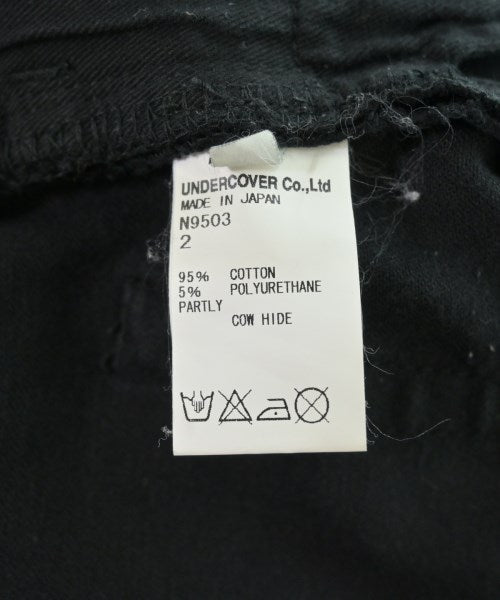 UNDERCOVER Co.,Ltd
MADE IN JAPAN
N9503
2
95% COTTON
5% POLYURETHANE
PARTLY
COW HIDE